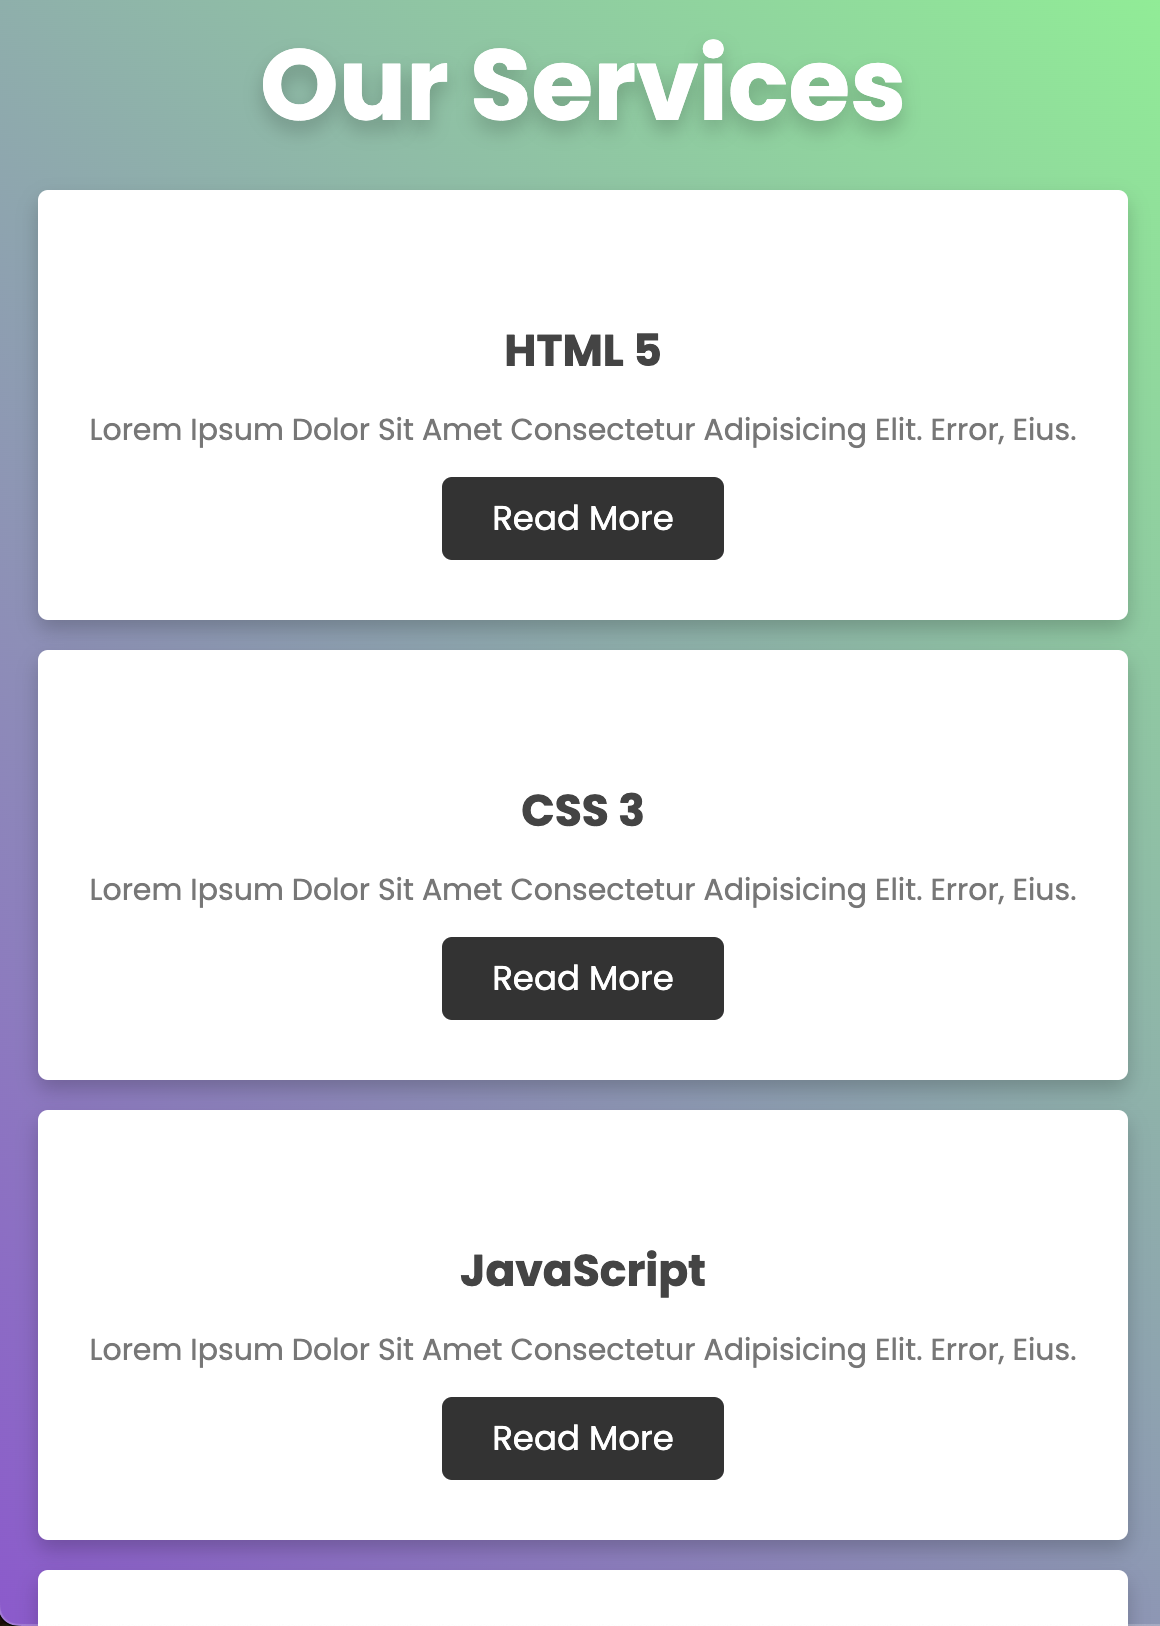 Our Services
HTML 5
Lorem Ipsum Dolor Sit Amet Consectetur Adipisicing Elit. Error, Eius.
Read More
CSS 3
Lorem Ipsum Dolor Sit Amet Consectetur Adipisicing Elit. Error, Eius.
Read More
JavaScript
Lorem Ipsum Dolor Sit Amet Consectetur Adipisicing Elit. Error, Eius.
Read More